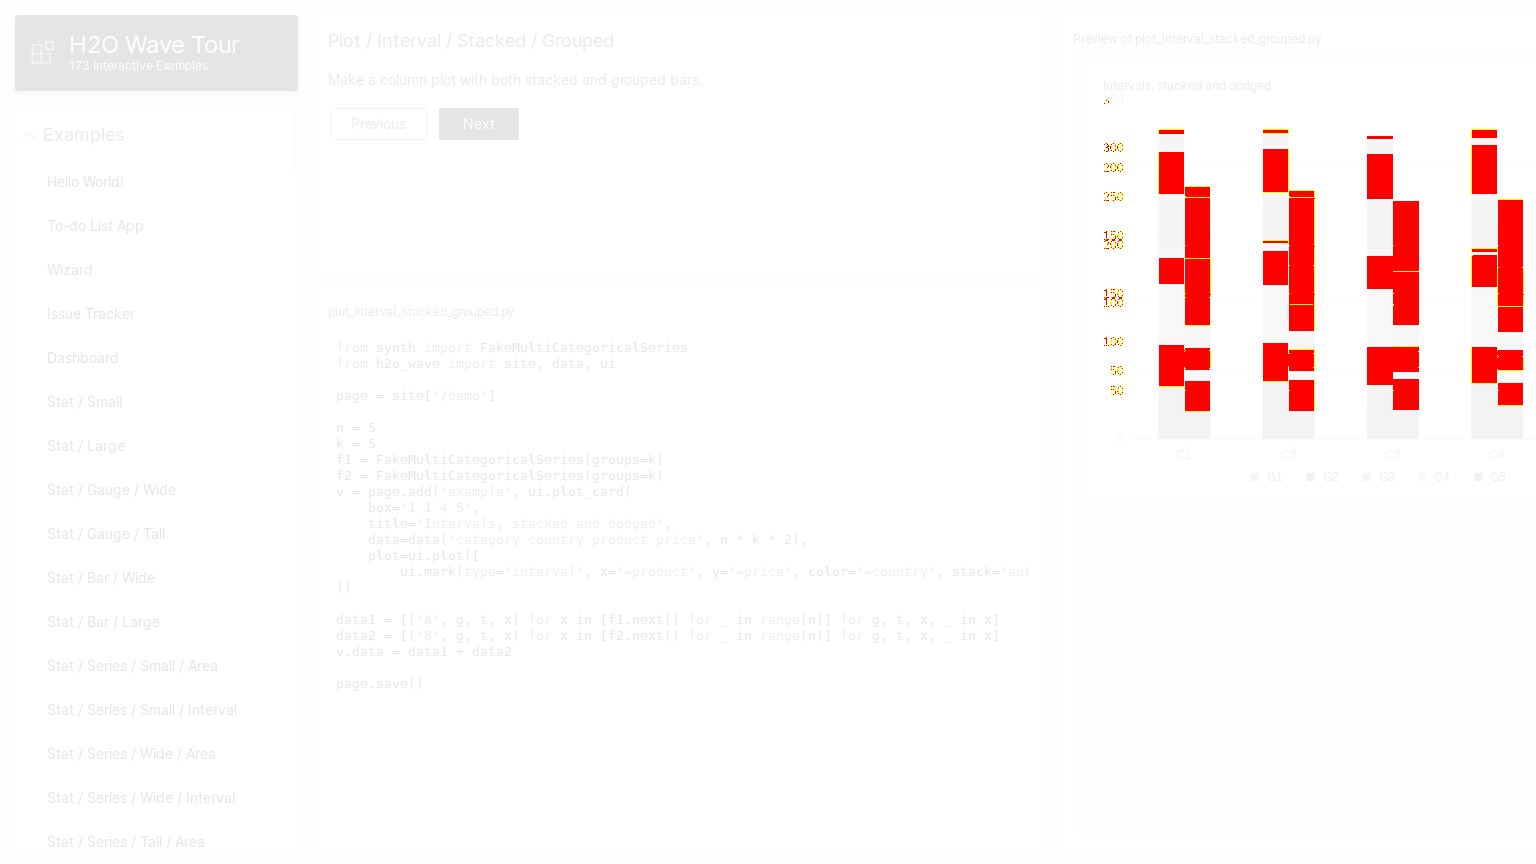 H2O Wave Tour
173 Interactive Examples
Examples
Hello World!
To-do List App
Wizard
Issue Tracker
Dashboard
Stat / Small
Stat / Large
Stat / Gauge / Wide
Stat / Gauge / Tall
Stat / Bar / Wide
Stat / Bar / Large
Stat / Series / Small / Area
Stat / Series / Small / Interval
Stat / Series / Wide / Area
Stat / Series / Wide / Interval
Stat / Series / Tall / Area
Plot / Interval / Stacked / Grouped
Make a column plot with both stacked and grouped bars.
Previous Next
plot_interval_stacked_grouped.py
from synth import FakeMultiCategoricalSeries
from h2o_wave import site, data, ui
page = site['/demo']
n = 5
k = 5
f1 = FakeMultiCategoricalSeries(groups=k)
f2 = FakeMultiCategoricalSeries(groups=k)
v = page.add('example', ui.plot_card(
box='1 1 4 5',
title='Intervals, stacked and dodged',
data=data('category country product price', n * k * 2),
plot=ui.plot([
ui.mark(type='interval', x='=product', y='=price', color='=country', stack='aut
))
data1 = [('A', g, t, x) for x in [f1.next() for _ in range(n)] for g, t, x, _ in x]
data2 = [('B', g, t, x) for x in [f2.next() for _ in range(n)] for g, t, x, _ in x]
v.data = data1 + data2
page.save()
Preview of plot_interval_stacked_grouped.py
Intervals, stacked and dodged
300
200
250
150
200
150
100
100
50
50
0
C1 C2 C3 C4
G1 G2 G3 G4 G5